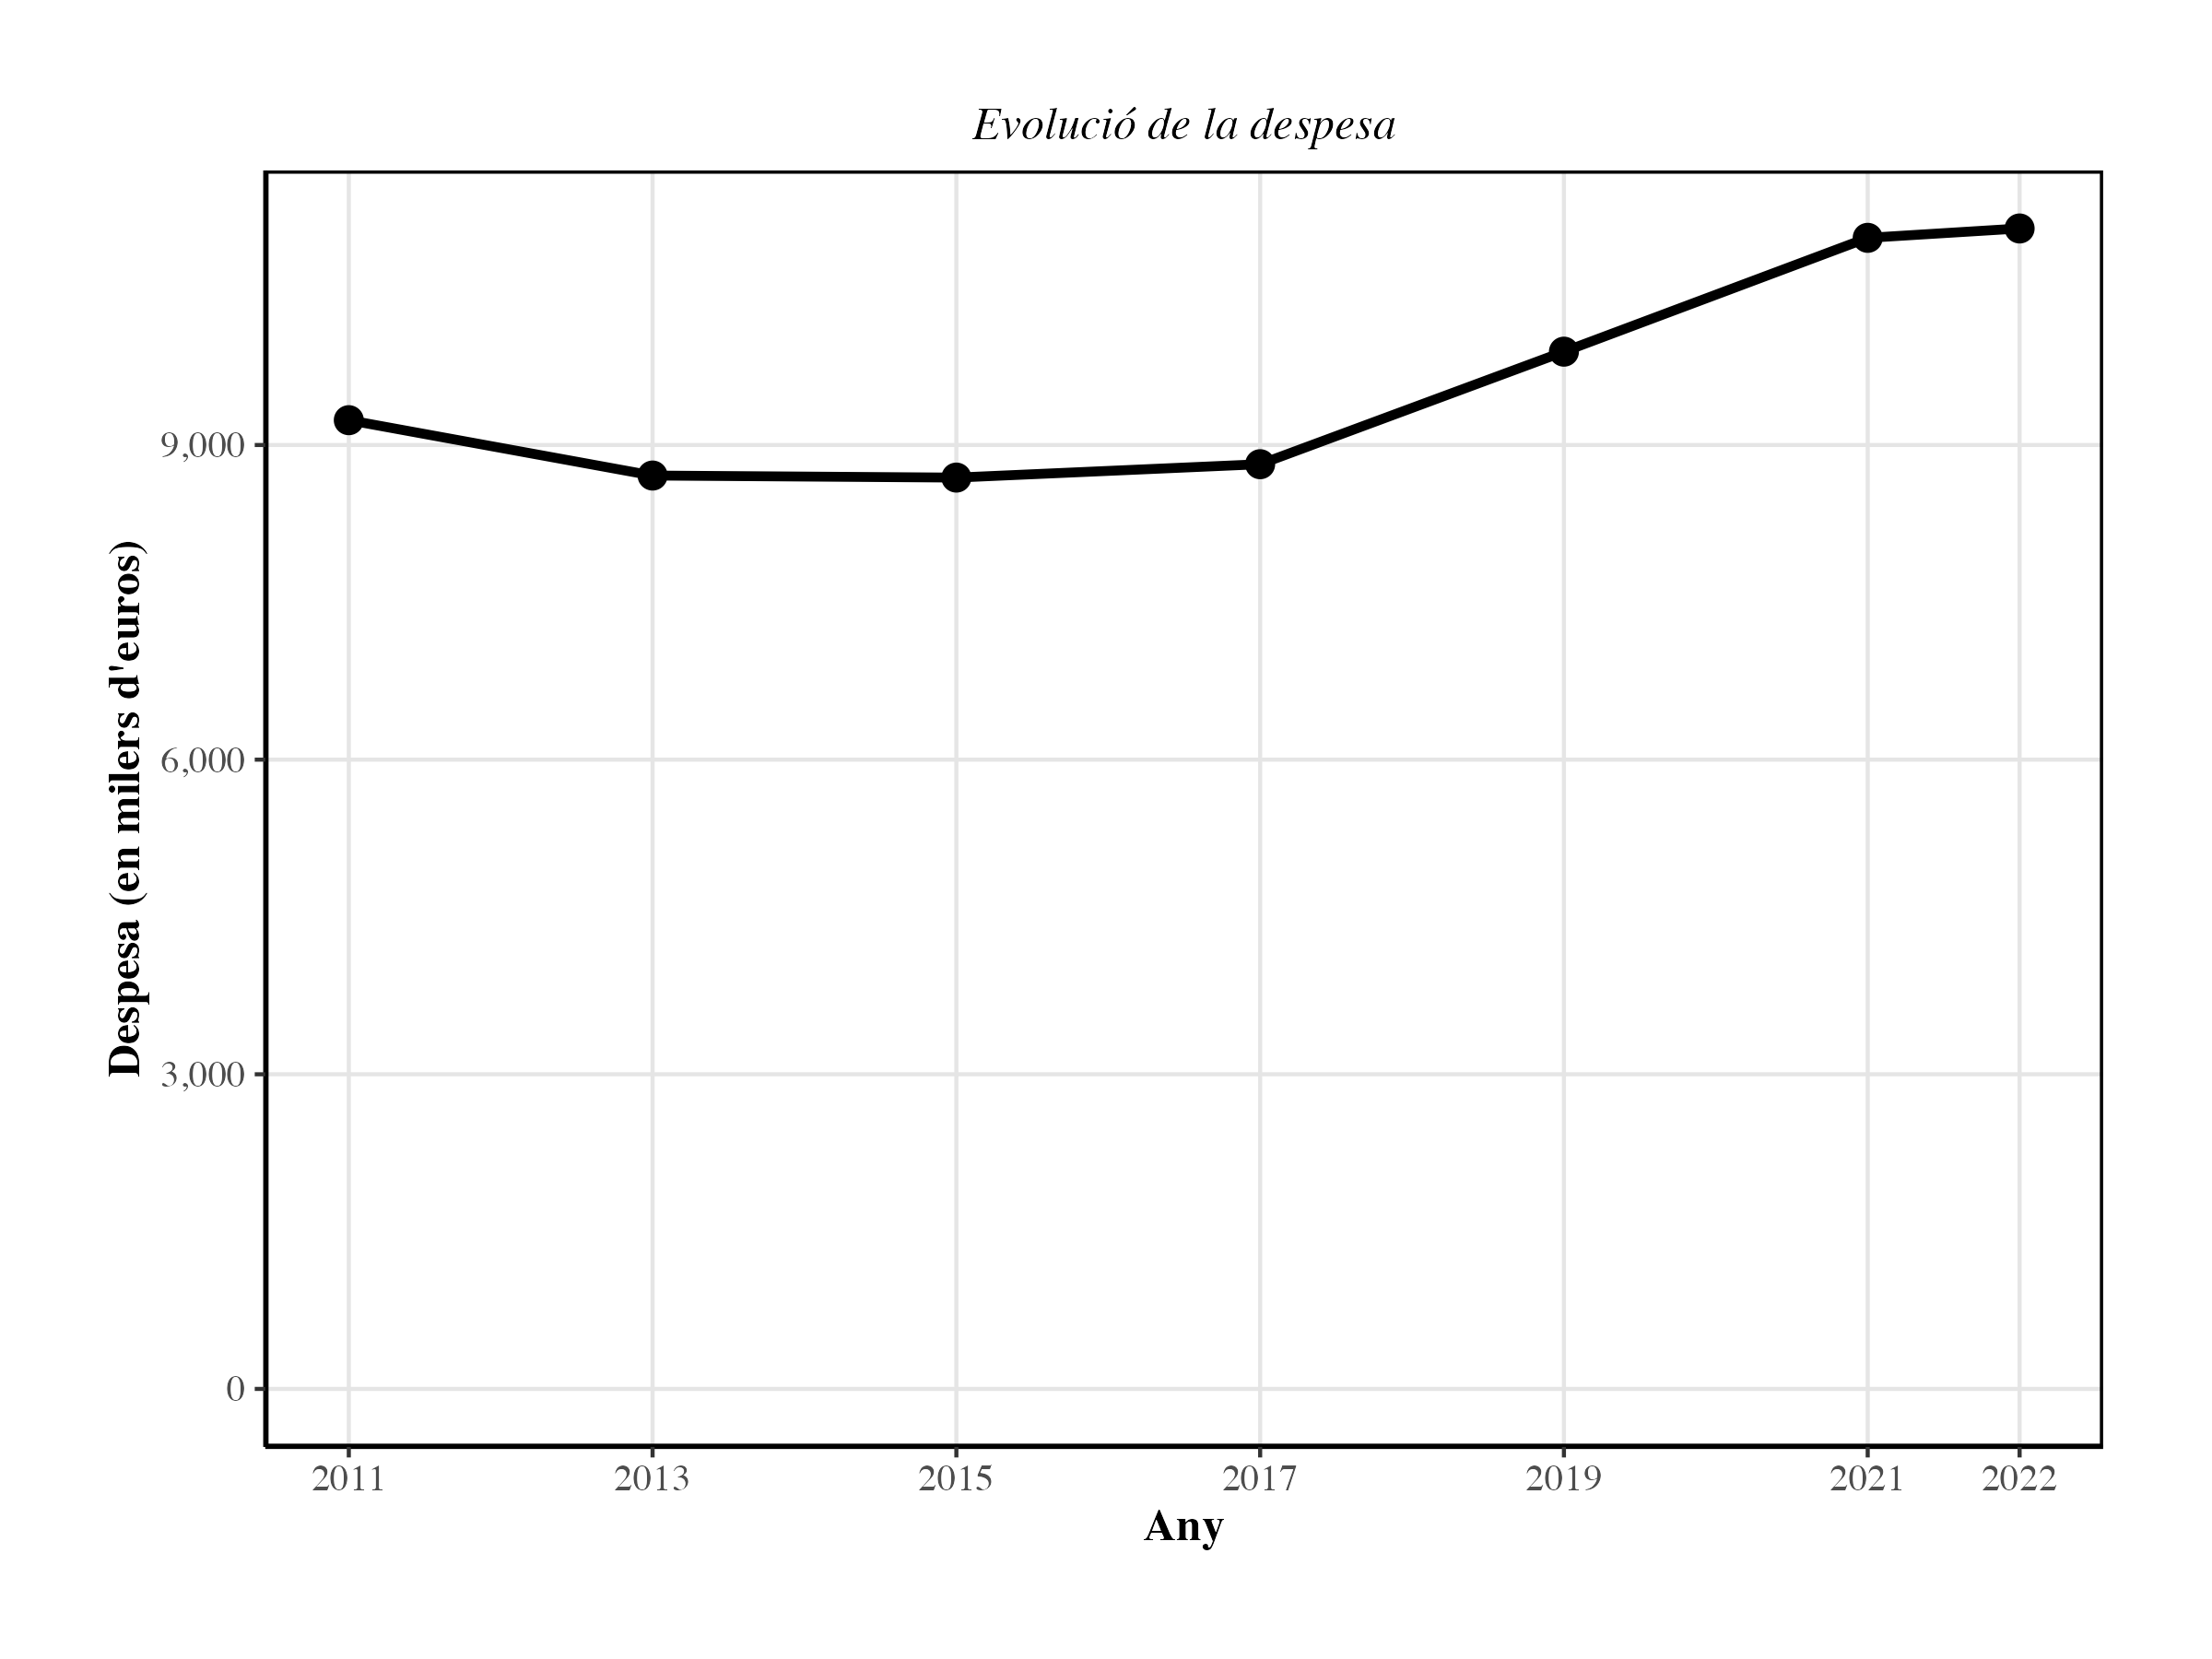 Evolució de la despesa
Despesa (en milers d'euros)
9,000
6,000
3,000
0
2011 2013 2015 2017 2019 2021 2022
Any